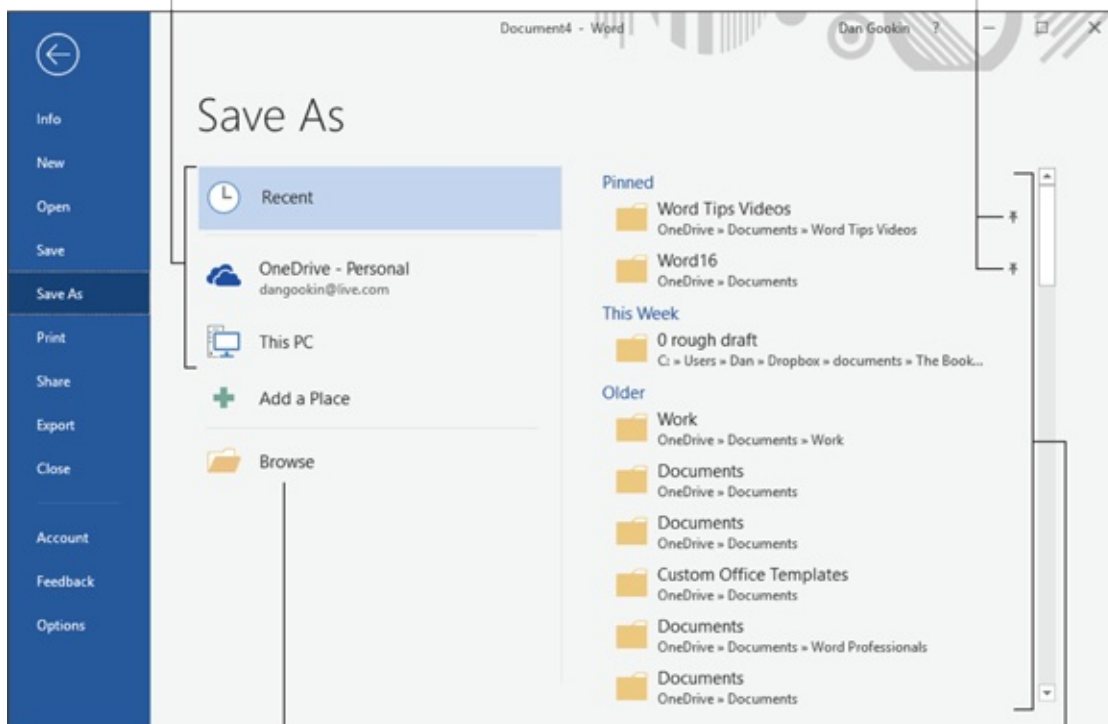 Document4 - Word
Dan Gookin
?
Info
New
Open
Save
Save As
Print
Share
Export
Close
Account
Feedback
Options
Save As
Recent
OneDrive - Personal
dangookin@live.com
This PC
Add a Place
Browse
Pinned
Word Tips Videos
OneDrive » Documents » Word Tips Videos
Word16
OneDrive » Documents
This Week
0 rough draft
C: » Users » Dan » Dropbox » documents » The Book...
Older
Work
OneDrive » Documents » Work
Documents
OneDrive » Documents
Documents
OneDrive » Documents
Custom Office Templates
OneDrive » Documents
Documents
OneDrive » Documents » Word Professionals
Documents
OneDrive » Documents